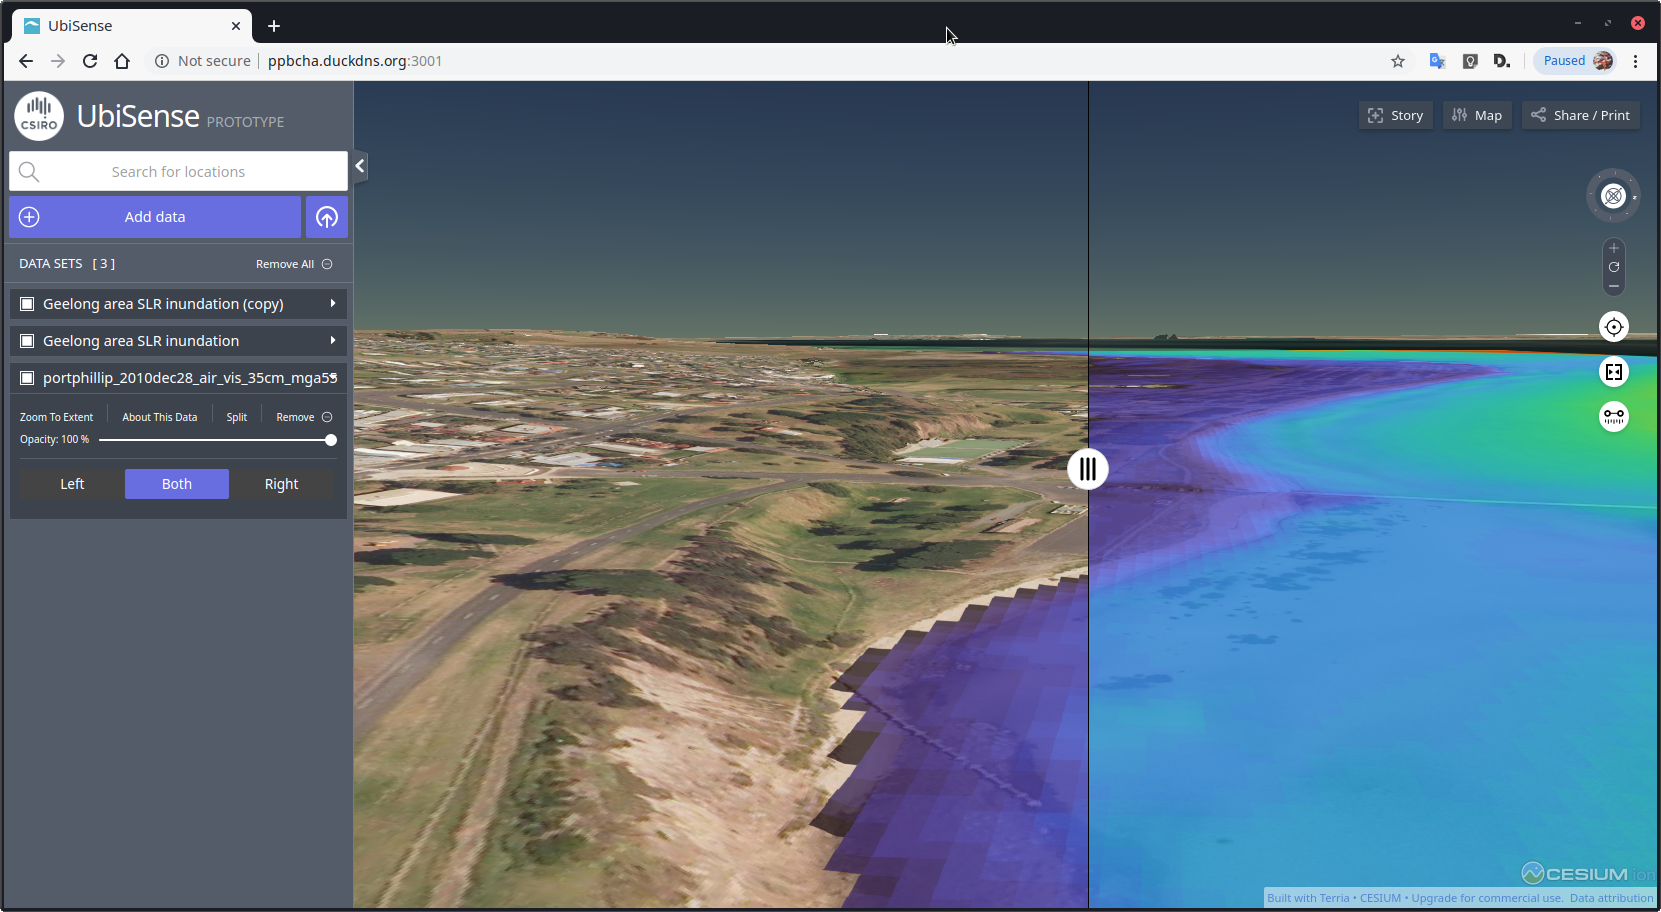 UbiSense
Not secure
ppbcha.duckdns.org:3001
D.
Paused
CSIRO
UbiSense PROTOTYPE
Story
Map
Share / Print
Search for locations
Add data
DATA SETS [ 3 ]
Remove All
Geelong area SLR inundation (copy)
Geelong area SLR inundation
portphillip_2010dec28_air_vis_35cm_mga55
Zoom To Extent
About This Data
Split
Remove
Opacity: 100 %
Left
Both
Right
CESIUM ion
Built with Terria • CESIUM • Upgrade for commercial use. Data attribution